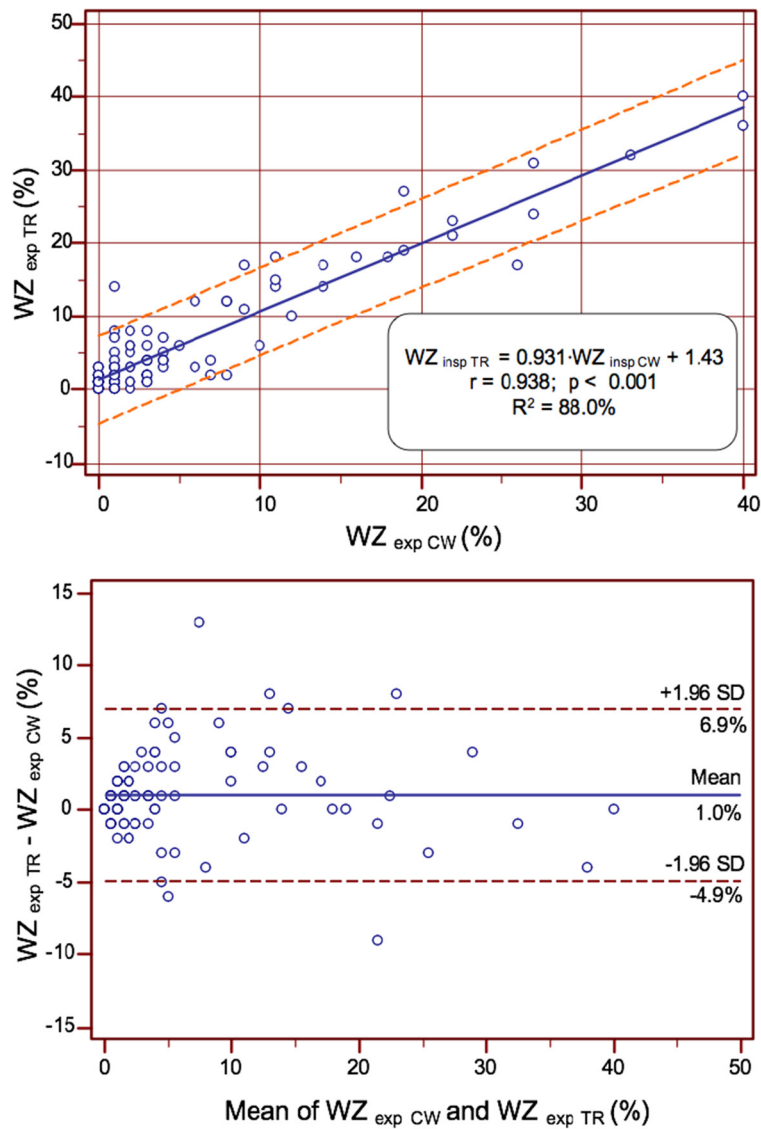 50
40
30
20
10
0
-10
WZ exp TR (%)
WZ insp TR = 0.931·WZ insp CW + 1.43
r = 0.938; p < 0.001
R² = 88.0%
0 10 20 30 40
WZ exp CW (%)
15
10
5
0
-5
-10
-15
WZ exp TR - WZ exp CW (%)
+1.96 SD
6.9%
Mean
1.0%
-1.96 SD
-4.9%
0 10 20 30 40 50
Mean of WZ exp CW and WZ exp TR (%)